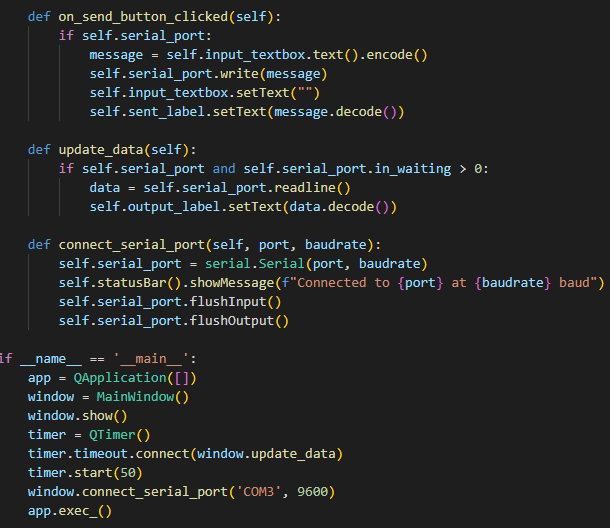 def on_send_button_clicked(self):
if self.serial_port:
message = self.input_textbox.text().encode()
self.serial_port.write(message)
self.input_textbox.setText("")
self.sent_label.setText(message.decode())
def update_data(self):
if self.serial_port and self.serial_port.in_waiting > 0:
data = self.serial_port.readline()
self.output_label.setText(data.decode())
def connect_serial_port(self, port, baudrate):
self.serial_port = serial.Serial(port, baudrate)
self.statusBar().showMessage(f"Connected to {port} at {baudrate} baud")
self.serial_port.flushInput()
self.serial_port.flushOutput()
if __name__ == '__main__':
app = QApplication([])
window = MainWindow()
window.show()
timer = QTimer()
timer.timeout.connect(window.update_data)
timer.start(50)
window.connect_serial_port('COM3', 9600)
app.exec_()